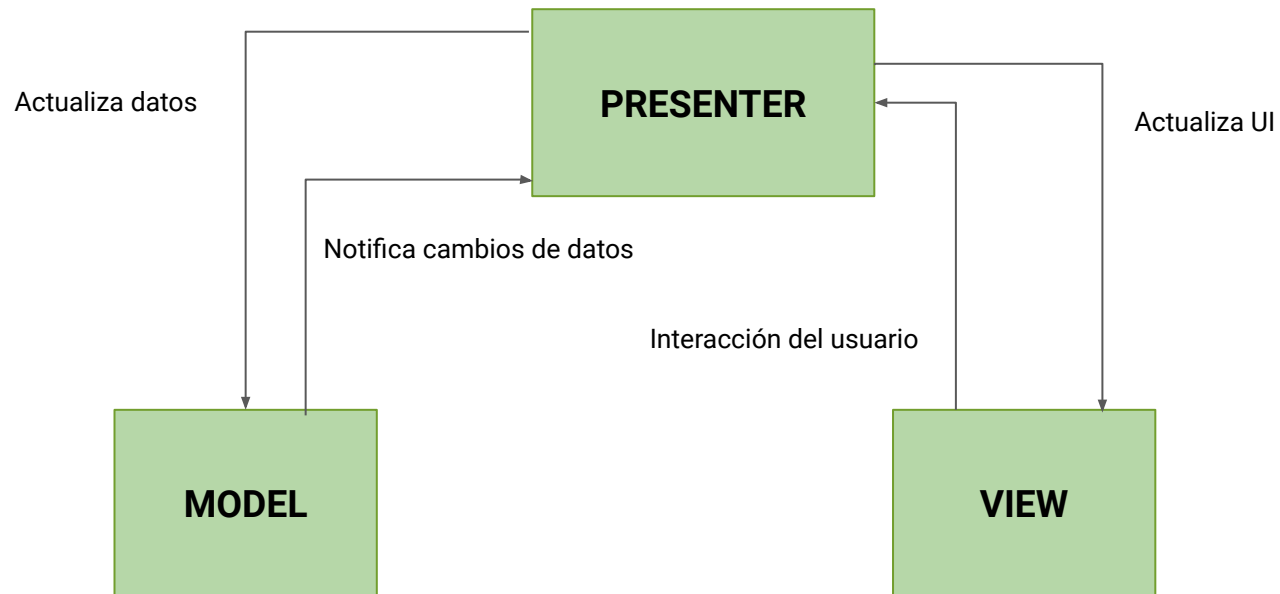 PRESENTER
Actualiza datos
Actualiza UI
Notifica cambios de datos
Interacción del usuario
MODEL
VIEW